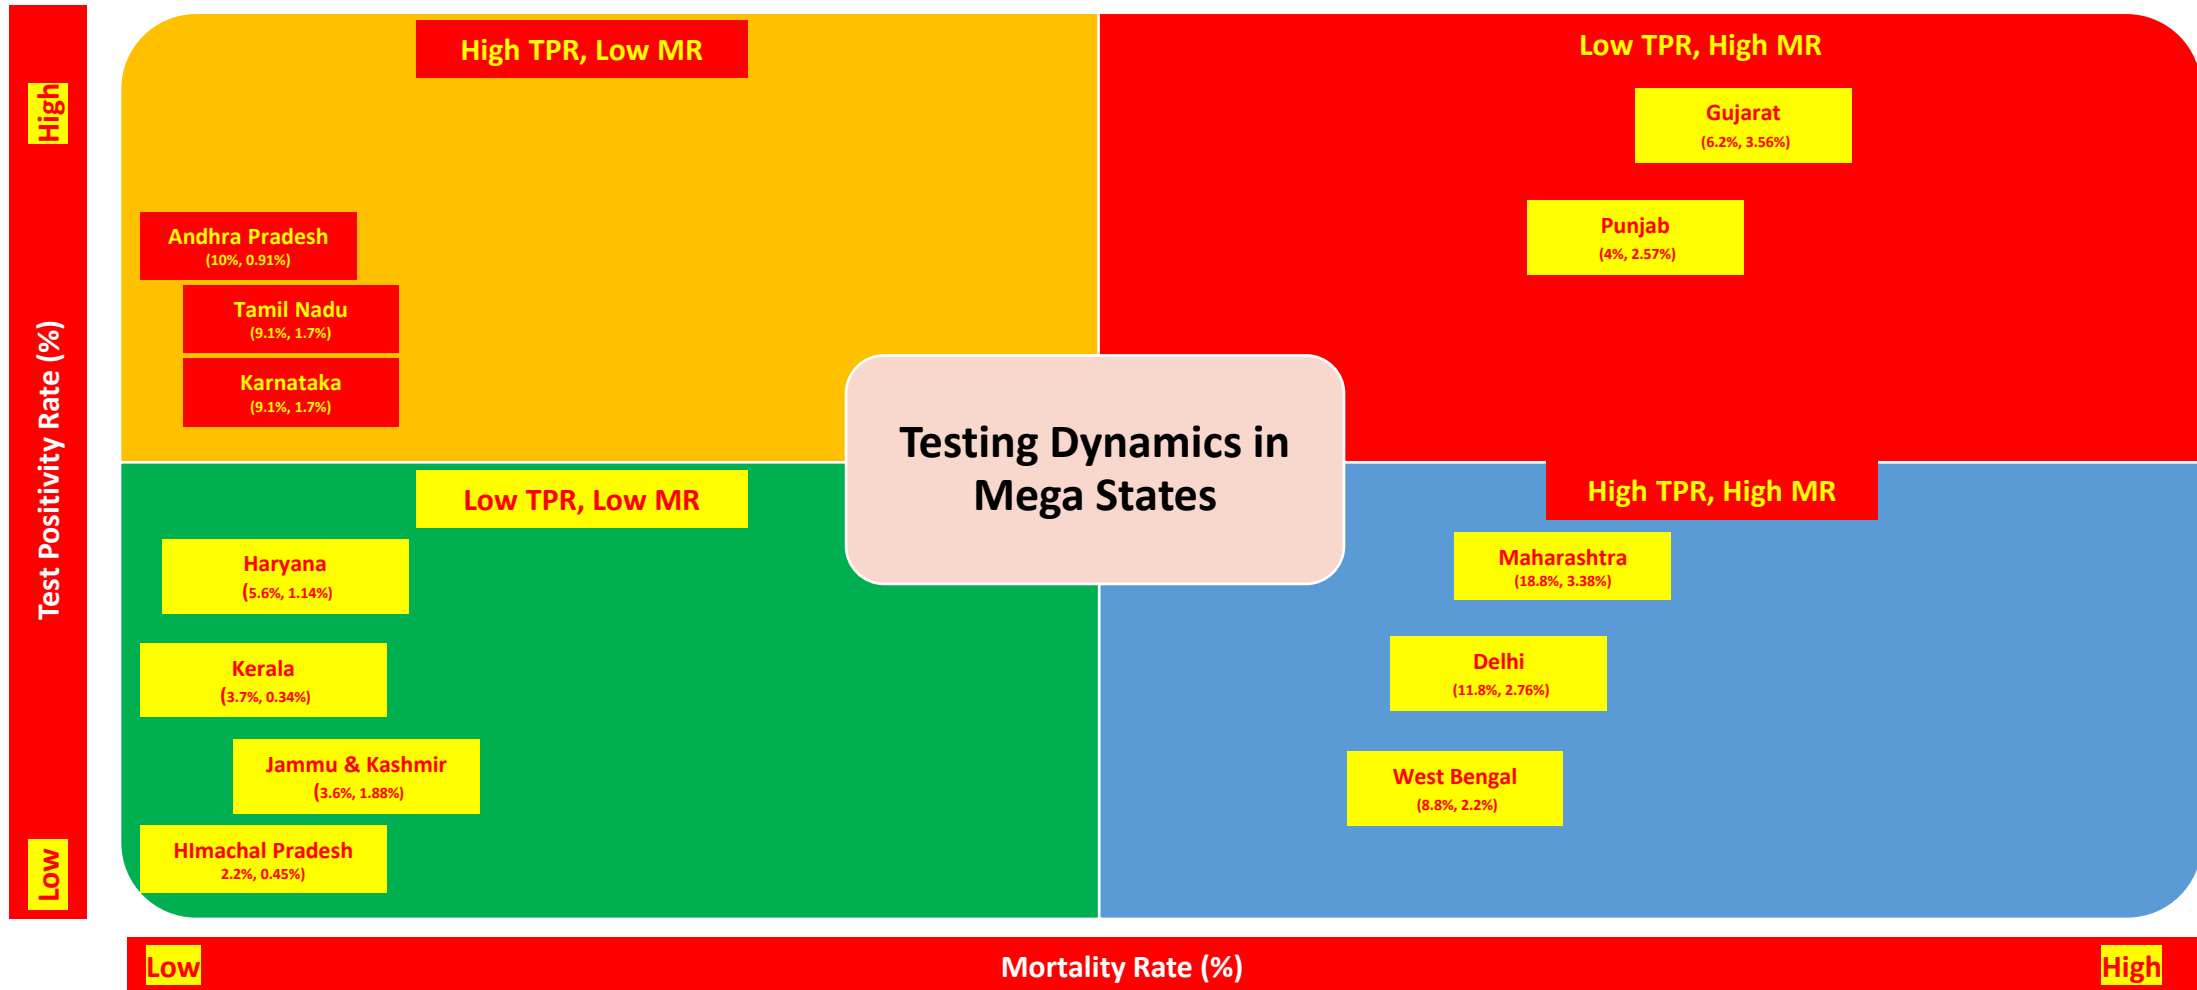 High
Test Positivity Rate (%)
Low
High TPR, Low MR
Andhra Pradesh
(10%, 0.91%)
Tamil Nadu
(9.1%, 1.7%)
Karnataka
(9.1%, 1.7%)
Low TPR, High MR
Gujarat
(6.2%, 3.56%)
Punjab
(4%, 2.57%)
Testing Dynamics in
Mega States
Low TPR, Low MR
Haryana
(5.6%, 1.14%)
Kerala
(3.7%, 0.34%)
Jammu & Kashmir
(3.6%, 1.88%)
HImachal Pradesh
2.2%, 0.45%)
High TPR, High MR
Maharashtra
(18.8%, 3.38%)
Delhi
(11.8%, 2.76%)
West Bengal
(8.8%, 2.2%)
Low
Mortality Rate (%)
High